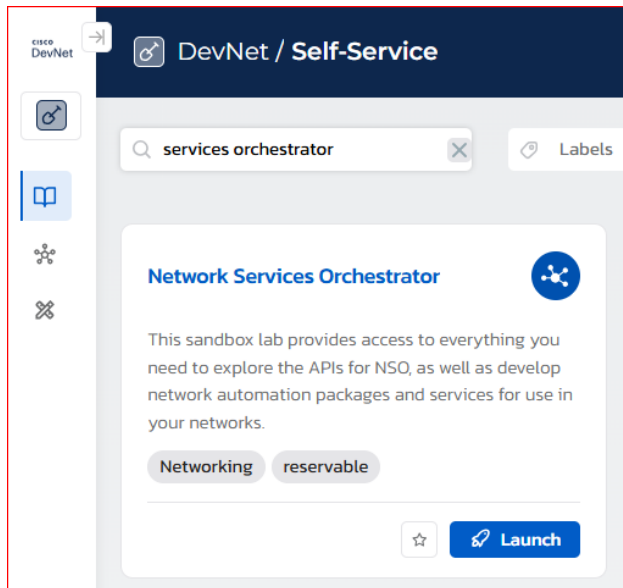 CISCO
DevNet
DevNet / Self-Service
services orchestrator
Labels
Network Services Orchestrator
This sandbox lab provides access to everything you
need to explore the APIs for NSO, as well as develop
network automation packages and services for use in
your networks.
Networking reservable
Launch